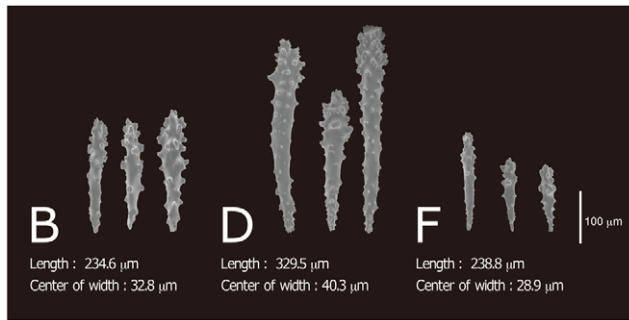 B
Length : 234.6 μm
Center of width : 32.8 μm
D
Length : 329.5 μm
Center of width : 40.3 μm
F
Length : 238.8 μm
Center of width : 28.9 μm
100 μm